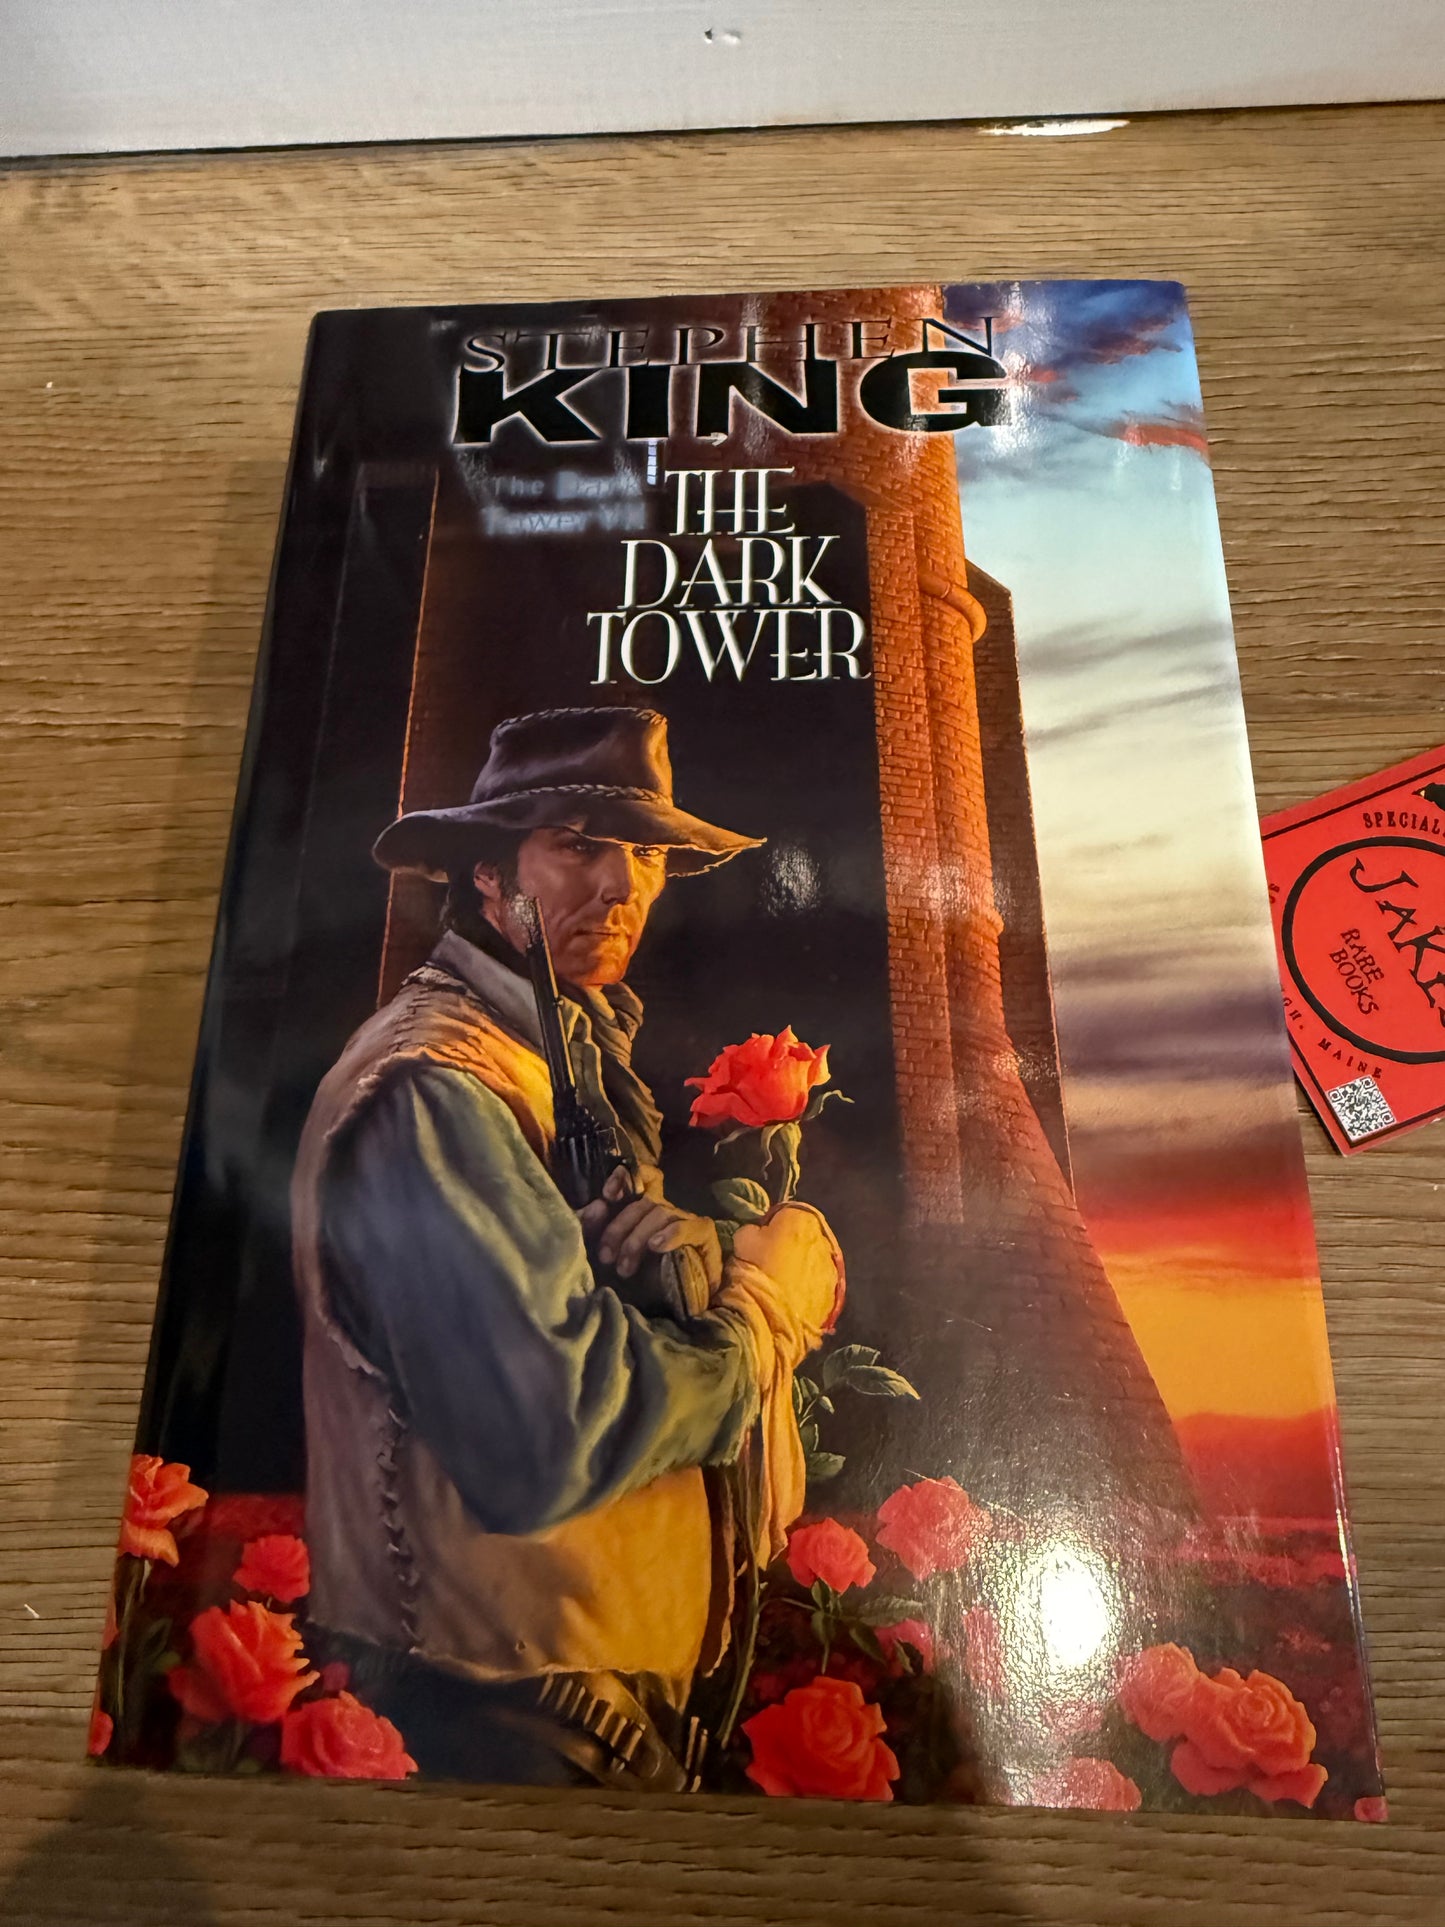 STEPHEN
KING
The Dark
Tower VII
THE
DARK
TOWER
SPECIAL
JAKE
RARE
BOOKS
MAINE